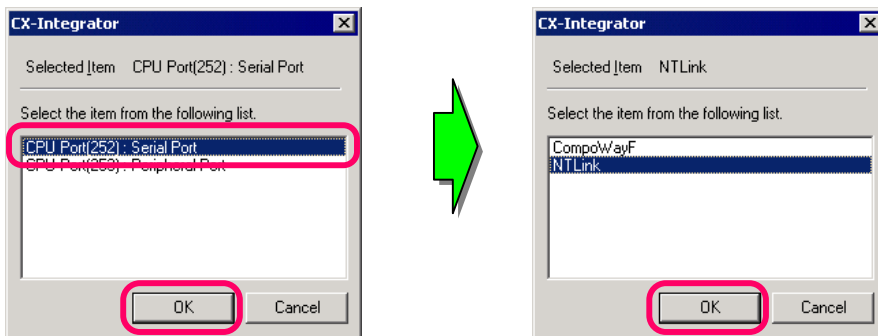 CX-Integrator
Selected Item CPU Port(252) : Serial Port
Select the item from the following list.
CPU Port(252) : Serial Port
CPU Port(253) : Peripheral Port
OK Cancel
CX-Integrator
Selected Item NTLink
Select the item from the following list.
CompoWayF
NTLink
OK Cancel